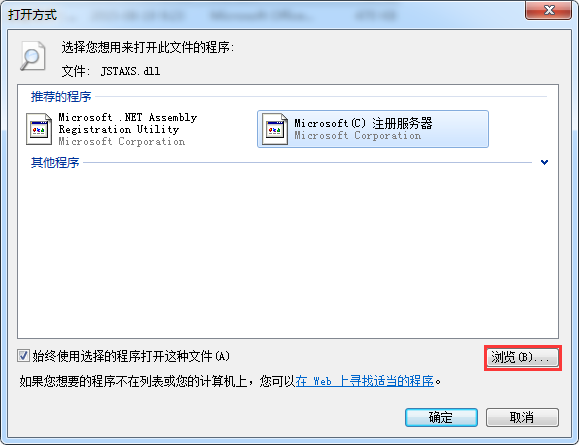 打开方式
选择您想用来打开此文件的程序:
文件: JSTAXS.dll
推荐的程序
Microsoft .NET Assembly
Registration Utility
Microsoft Corporation
Microsoft(C) 注册服务器
Microsoft Corporation
其他程序
始终使用选择的程序打开这种文件(A)
浏览(B)...
如果您想要的程序不在列表或您的计算机上，您可以在 Web 上寻找适当的程序。
确定
取消